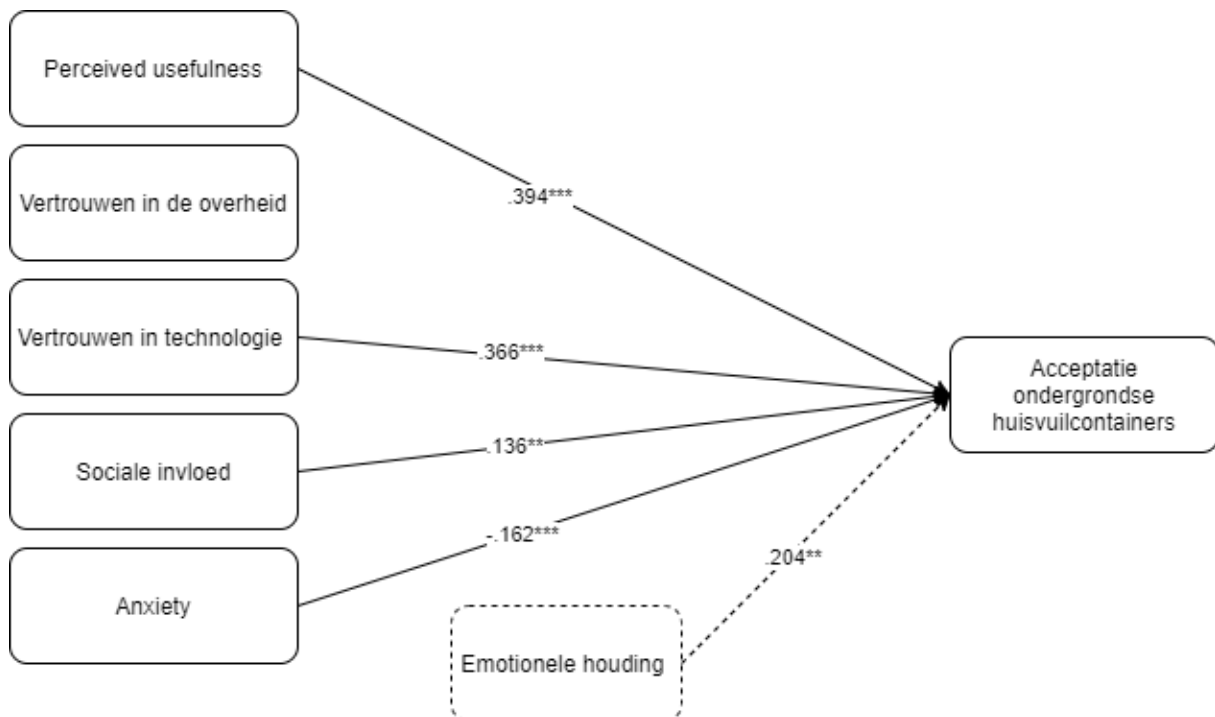 Perceived usefulness
Vertrouwen in de overheid
.394***
Vertrouwen in technologie
.366***
Acceptatie
ondergrondse
huisvuilcontainers
Sociale invloed
.136**
-.162***
.204**
Anxiety
Emotionele houding